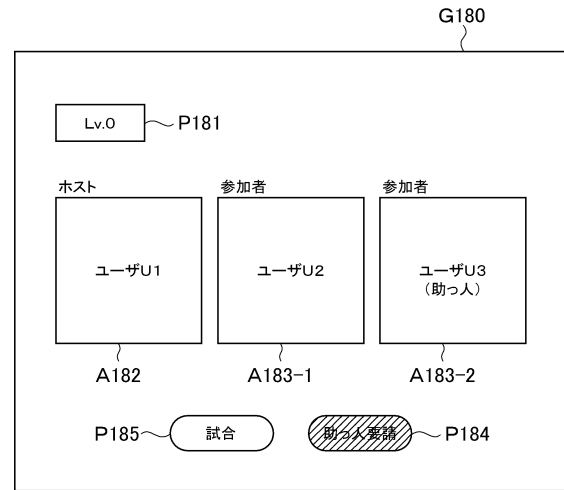 G180
Lv.0
P181
ホスト
参加者
参加者
ユーザU1
ユーザU2
ユーザU3
(助っ人)
A182
A183-1
A183-2
P185
試合
助っ人要請
P184